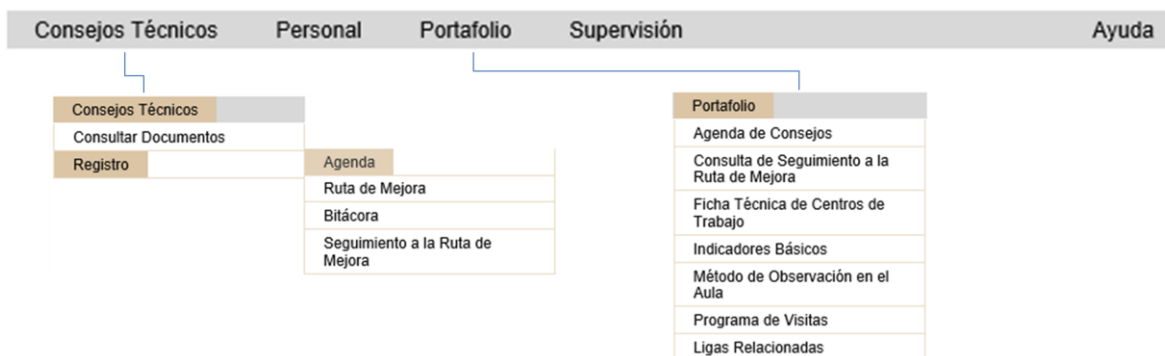 Consejos Técnicos Personal Portafolio Supervisión Ayuda
Consejos Técnicos
Consultar Documentos
Registro
Agenda
Ruta de Mejora
Bitácora
Seguimiento a la Ruta de
Mejora
Portafolio
Agenda de Consejos
Consulta de Seguimiento a la
Ruta de Mejora
Ficha Técnica de Centros de
Trabajo
Indicadores Básicos
Método de Observación en el
Aula
Programa de Visitas
Ligas Relacionadas